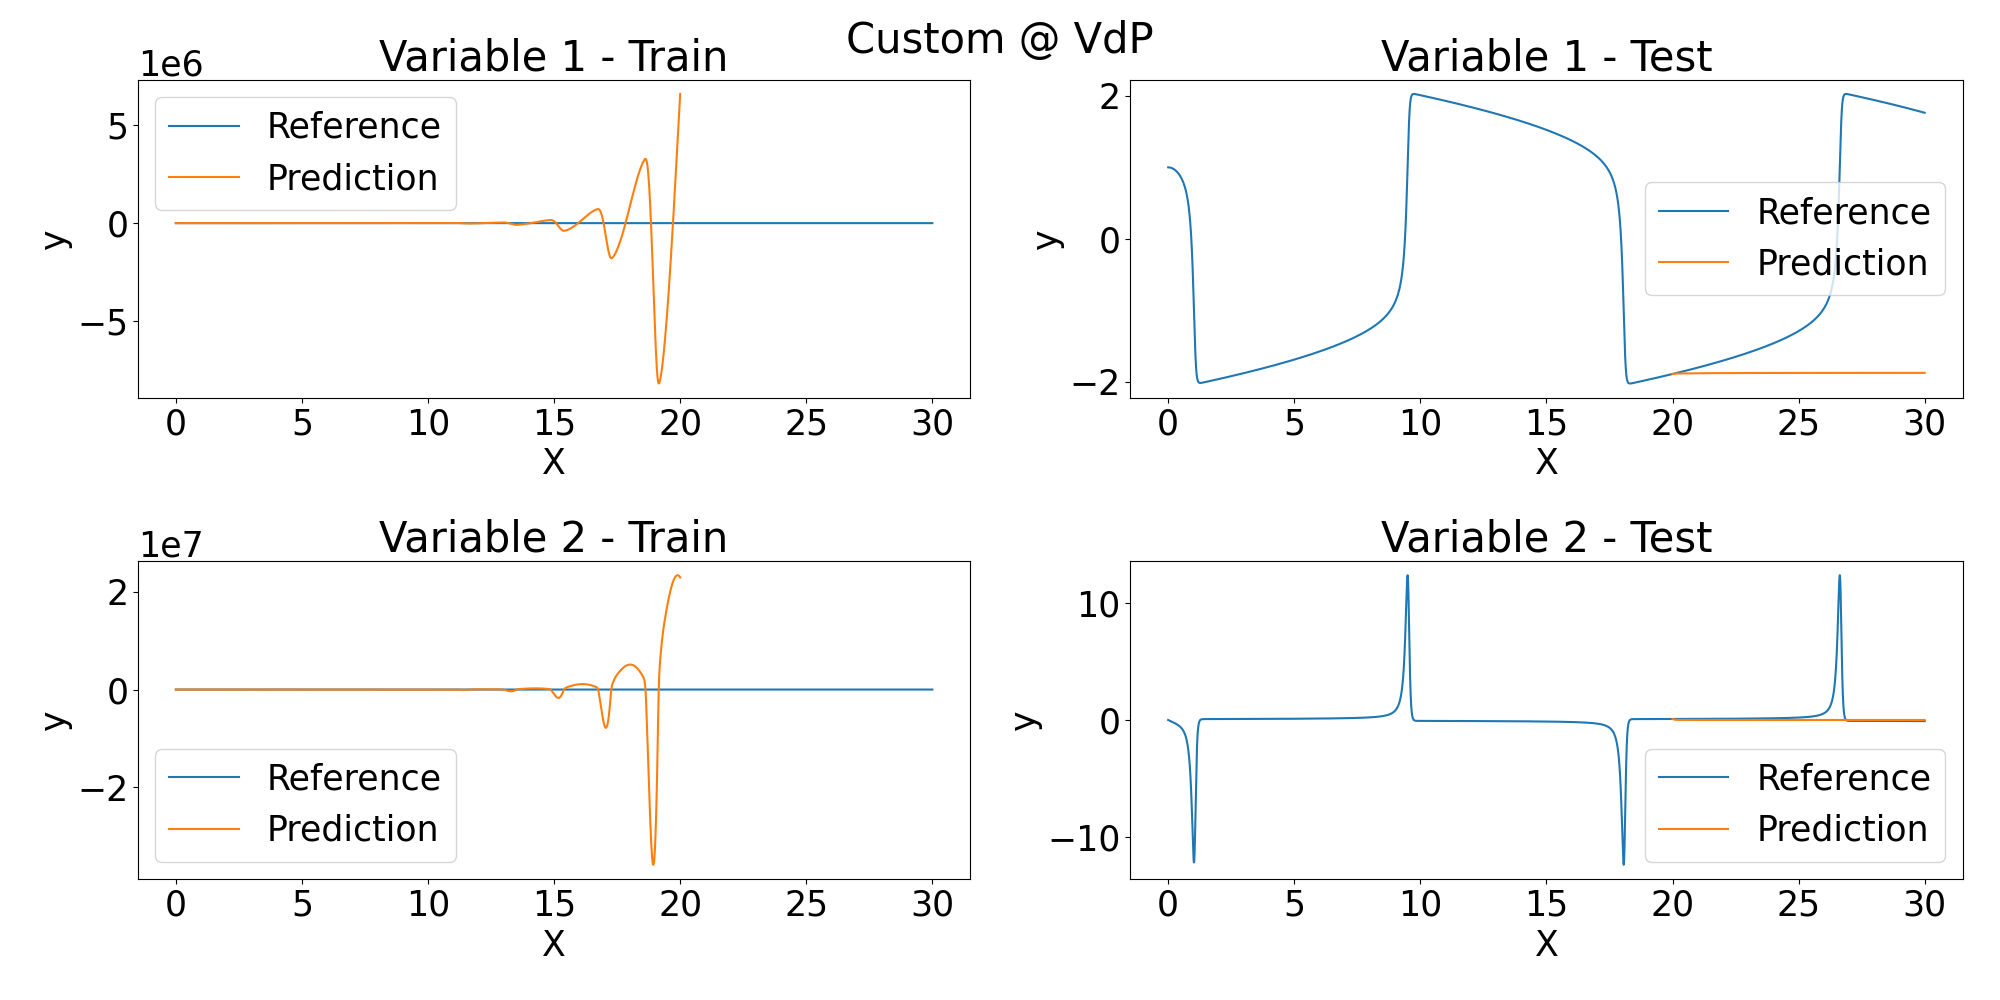 Custom @ VdP
Variable 1 - Train
1e6
Reference
Prediction
5
0
−5
y
0 5 10 15 20 25 30
X
Variable 1 - Test
Reference
Prediction
2
0
−2
y
0 5 10 15 20 25 30
X
Variable 2 - Train
1e7
2
0
−2
y
Reference
Prediction
0 5 10 15 20 25 30
X
Variable 2 - Test
10
0
−10
y
Reference
Prediction
0 5 10 15 20 25 30
X